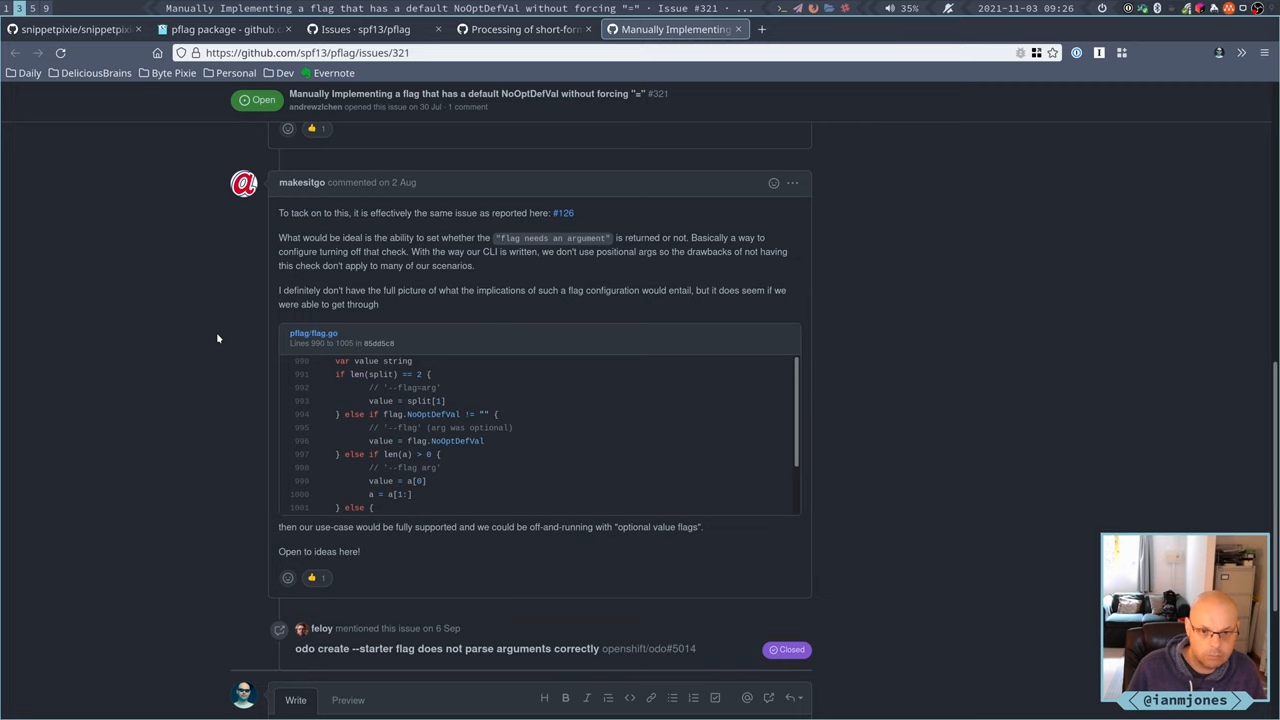 1 3 5 9
Manually Implementing a flag that has a default NoOptDefVal without forcing "=" · Issue #321 ...
35%
2021-11-03 09:26
snippetpixie/snippetpixi
pflag package - github.c
Issues · spf13/pflag
Processing of short-form
Manually Implementing
https://github.com/spf13/pflag/issues/321
Daily
DeliciousBrains
Byte Pixie
Personal
Dev
Evernote
Open
Manually Implementing a flag that has a default NoOptDefVal without forcing "=" #321
andrewzlchen opened this issue on 30 Jul · 1 comment
1
makesitgo commented on 2 Aug
To tack on to this, it is effectively the same issue as reported here: #126
What would be ideal is the ability to set whether the "flag needs an argument" is returned or not. Basically a way to
configure turning off that check. With the way our CLI is written, we don't use positional args so the drawbacks of not having
this check don't apply to many of our scenarios.
I definitely don't have the full picture of what the implications of such a flag configuration would entail, but it does seem if we
were able to get through
pflag/flag.go
Lines 990 to 1005 in 85dd5c8
990 var value string
991 if len(split) == 2 {
992 // '--flag=arg'
993 value = split[1]
994 } else if flag.NoOptDefVal != "" {
995 // '--flag' (arg was optional)
996 value = flag.NoOptDefVal
997 } else if len(a) > 0 {
998 // '--flag arg'
999 value = a[0]
1000 a = a[1:]
1001 } else {
then our use-case would be fully supported and we could be off-and-running with "optional value flags".
Open to ideas here!
1
feloy mentioned this issue on 6 Sep
odo create --starter flag does not parse arguments correctly openshift/odo#5014
Closed
Write
Preview
@ianmjones